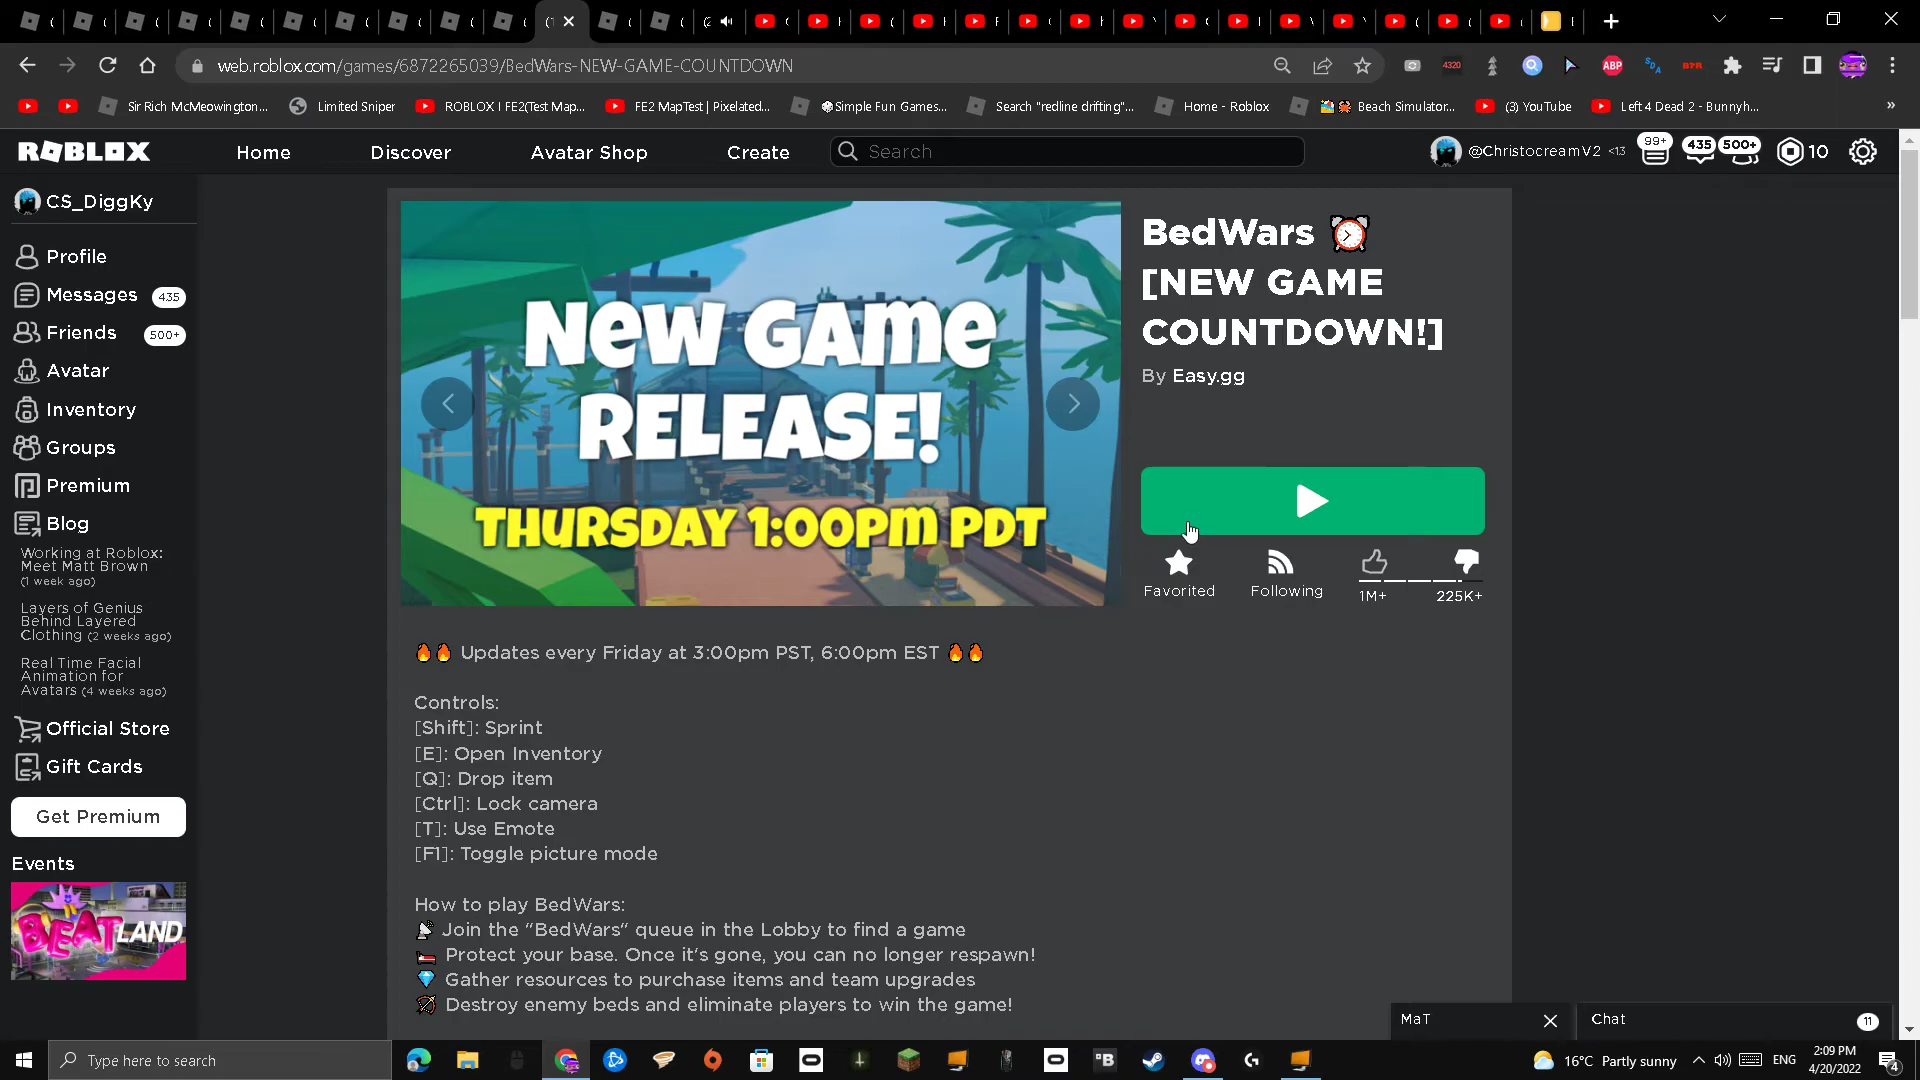 web.roblox.com/games/6872265039/BedWars-NEW-GAME-COUNTDOWN
4320
ABP
Sir Rich McMeowington...
Limited Sniper
ROBLOX I FE2(Test Map...
FE2 MapTest | Pixelated...
Simple Fun Games...
Search "redline drifting"...
Home - Roblox
Beach Simulator...
(3) YouTube
Left 4 Dead 2 - Bunnyh...
»
ROBLOX
Home
Discover
Avatar Shop
Create
Search
@ChristocreamV2 <13
99+
435
500+
10
CS_DiggKy
Profile
Messages 435
Friends 500+
Avatar
Inventory
Groups
Premium
Blog
Working at Roblox:
Meet Matt Brown
(1 week ago)
Layers of Genius
Behind Layered
Clothing (2 weeks ago)
Real Time Facial
Animation for
Avatars (4 weeks ago)
Official Store
Gift Cards
Get Premium
Events
BEATLAND
NEW GAME
RELEASE!
THURSDAY 1:00PM PDT
BedWars ⏰
[NEW GAME
COUNTDOWN!]
By Easy.gg
Favorited
Following
1M+
225K+
🔥🔥 Updates every Friday at 3:00pm PST, 6:00pm EST 🔥🔥
Controls:
[Shift]: Sprint
[E]: Open Inventory
[Q]: Drop item
[Ctrl]: Lock camera
[T]: Use Emote
[F1]: Toggle picture mode
How to play BedWars:
📡 Join the "BedWars" queue in the Lobby to find a game
🛏️ Protect your base. Once it's gone, you can no longer respawn!
💎 Gather resources to purchase items and team upgrades
🏹 Destroy enemy beds and eliminate players to win the game!
MaT
Chat
11
Type here to search
16°C Partly sunny
ENG
2:09 PM
4/20/2022
4